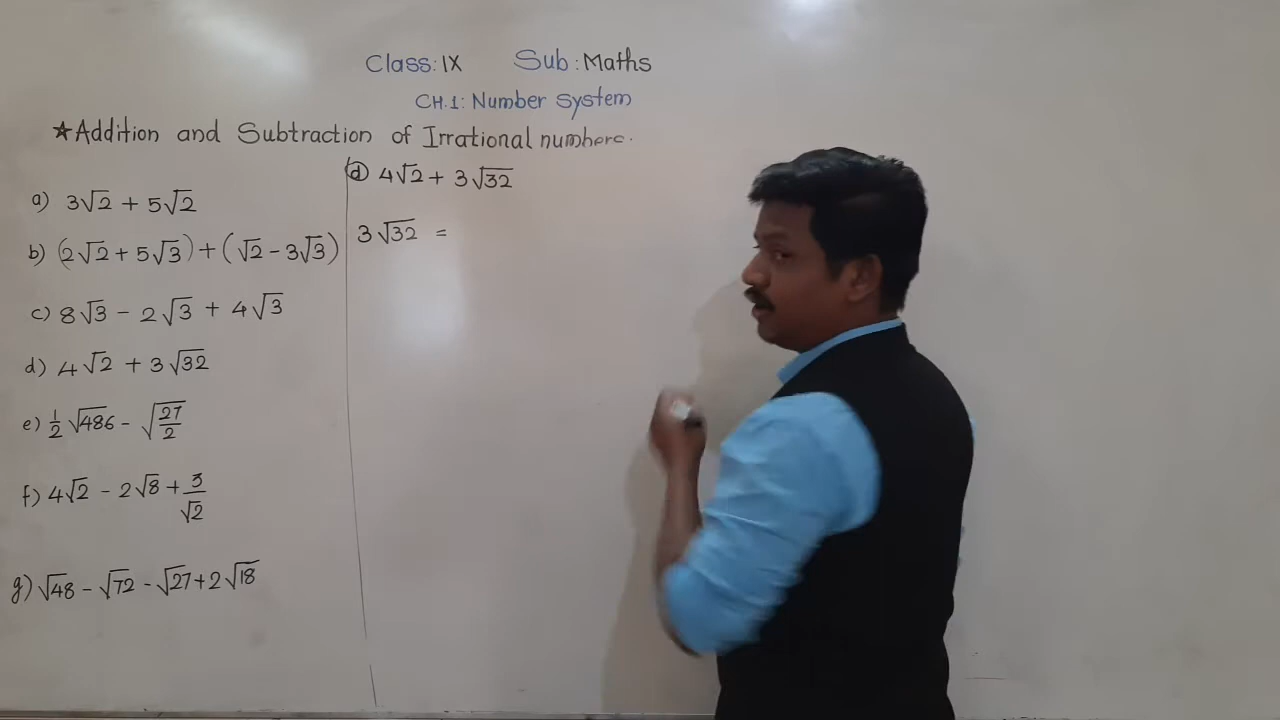 Class: IX Sub: Maths
CH.1: Number system
★Addition and Subtraction of Irrational numbers.
a) 3√2 + 5√2
b) (2√2 + 5√3) + (√2 - 3√3)
c) 8√3 - 2√3 + 4√3
d) 4√2 + 3√32
e) 1/2 √486 - √(27/2)
f) 4√2 - 2√8 + 3/√2
g) √48 - √72 - √27 + 2√18
d) 4√2 + 3√32
3√32 =